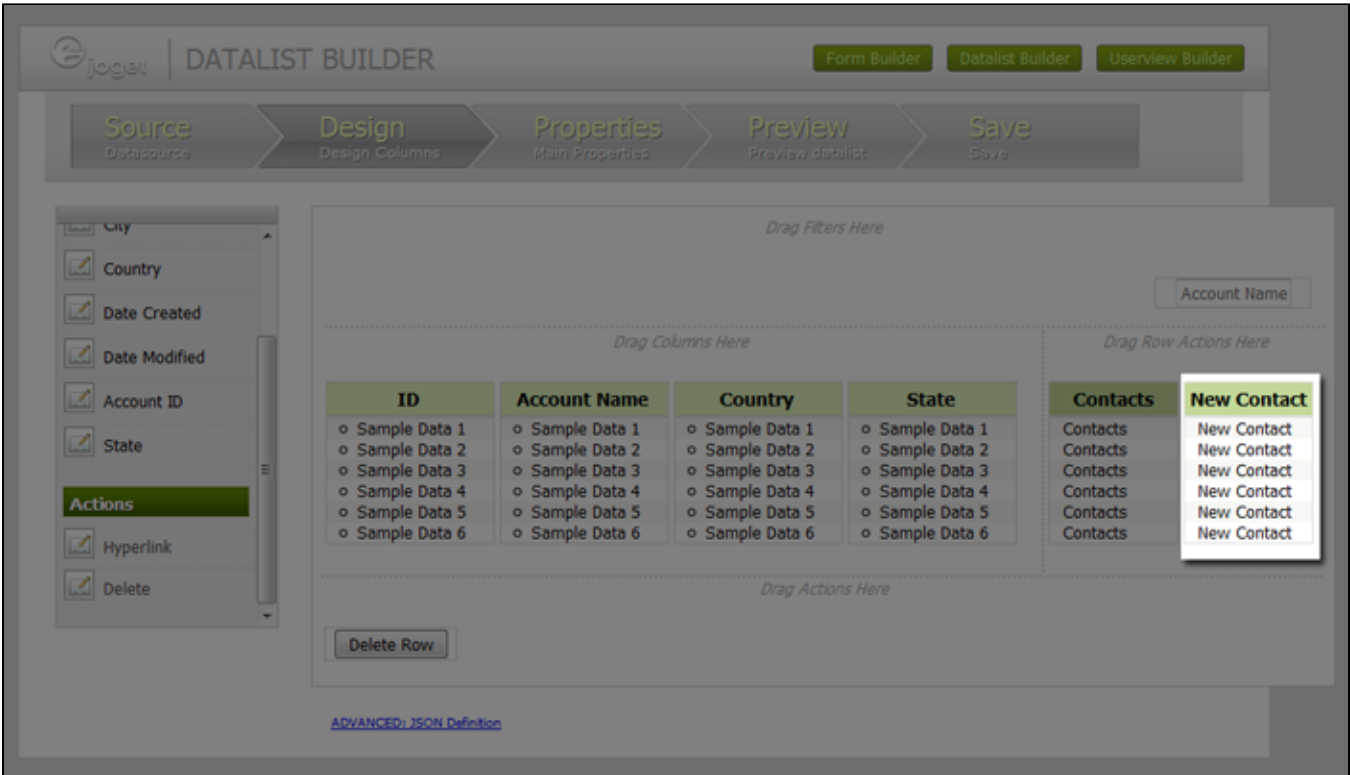 joget DATALIST BUILDER
Form Builder Datalist Builder Userview Builder
Source Design Properties Preview Save
Datasource Design Columns Main Properties Preview datalist Save
City
Country
Date Created
Date Modified
Account ID
State
Actions
Hyperlink
Delete
Drag Filters Here
Account Name
Drag Columns Here Drag Row Actions Here
ID Account Name Country State Contacts New Contact
Sample Data 1 Sample Data 1 Sample Data 1 Sample Data 1 Contacts New Contact
Sample Data 2 Sample Data 2 Sample Data 2 Sample Data 2 Contacts New Contact
Sample Data 3 Sample Data 3 Sample Data 3 Sample Data 3 Contacts New Contact
Sample Data 4 Sample Data 4 Sample Data 4 Sample Data 4 Contacts New Contact
Sample Data 5 Sample Data 5 Sample Data 5 Sample Data 5 Contacts New Contact
Sample Data 6 Sample Data 6 Sample Data 6 Sample Data 6 Contacts New Contact
Drag Actions Here
Delete Row
ADVANCED: JSON Definition